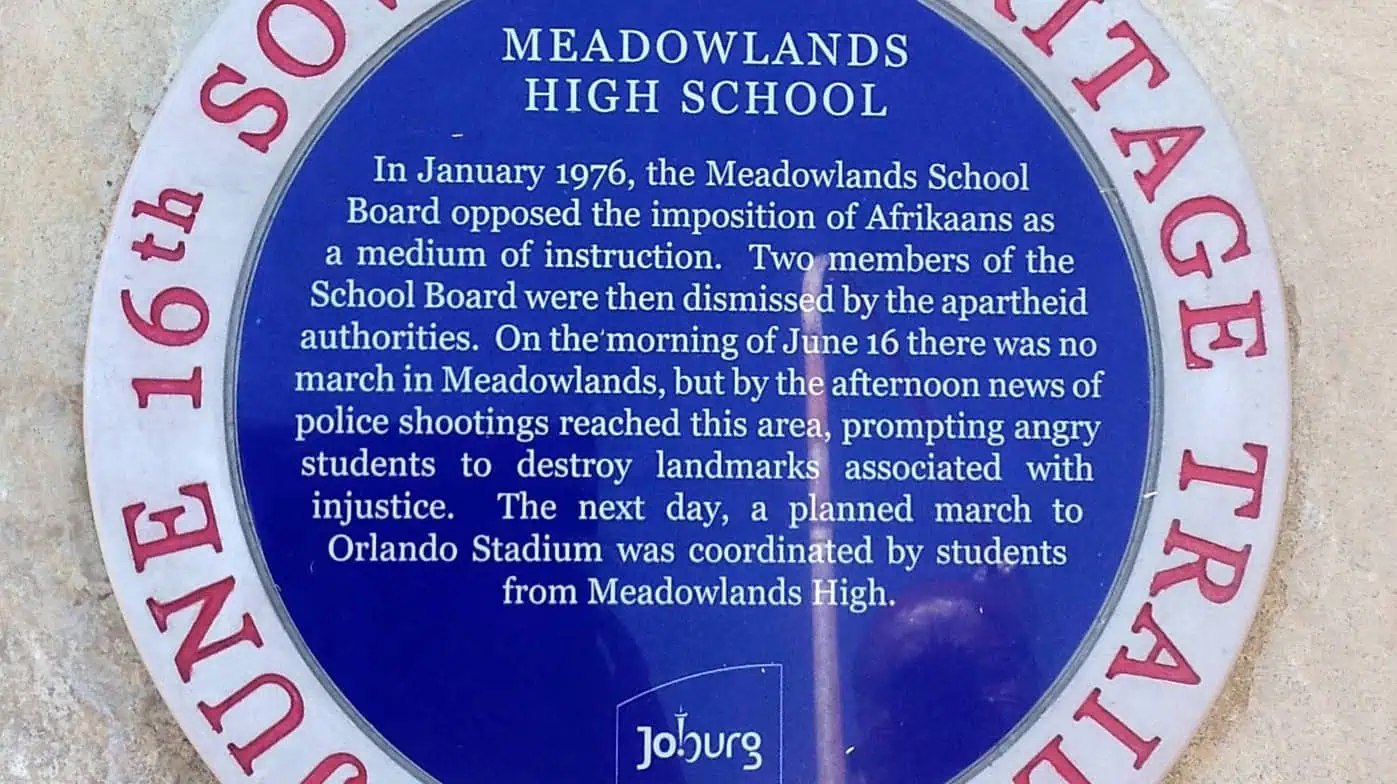 JUNE 16th SO
RITAGE TRAIL
MEADOWLANDS
HIGH SCHOOL
In January 1976, the Meadowlands School
Board opposed the imposition of Afrikaans as
a medium of instruction. Two members of the
School Board were then dismissed by the apartheid
authorities. On the morning of June 16 there was no
march in Meadowlands, but by the afternoon news of
police shootings reached this area, prompting angry
students to destroy landmarks associated with
injustice. The next day, a planned march to
Orlando Stadium was coordinated by students
from Meadowlands High.
Joburg